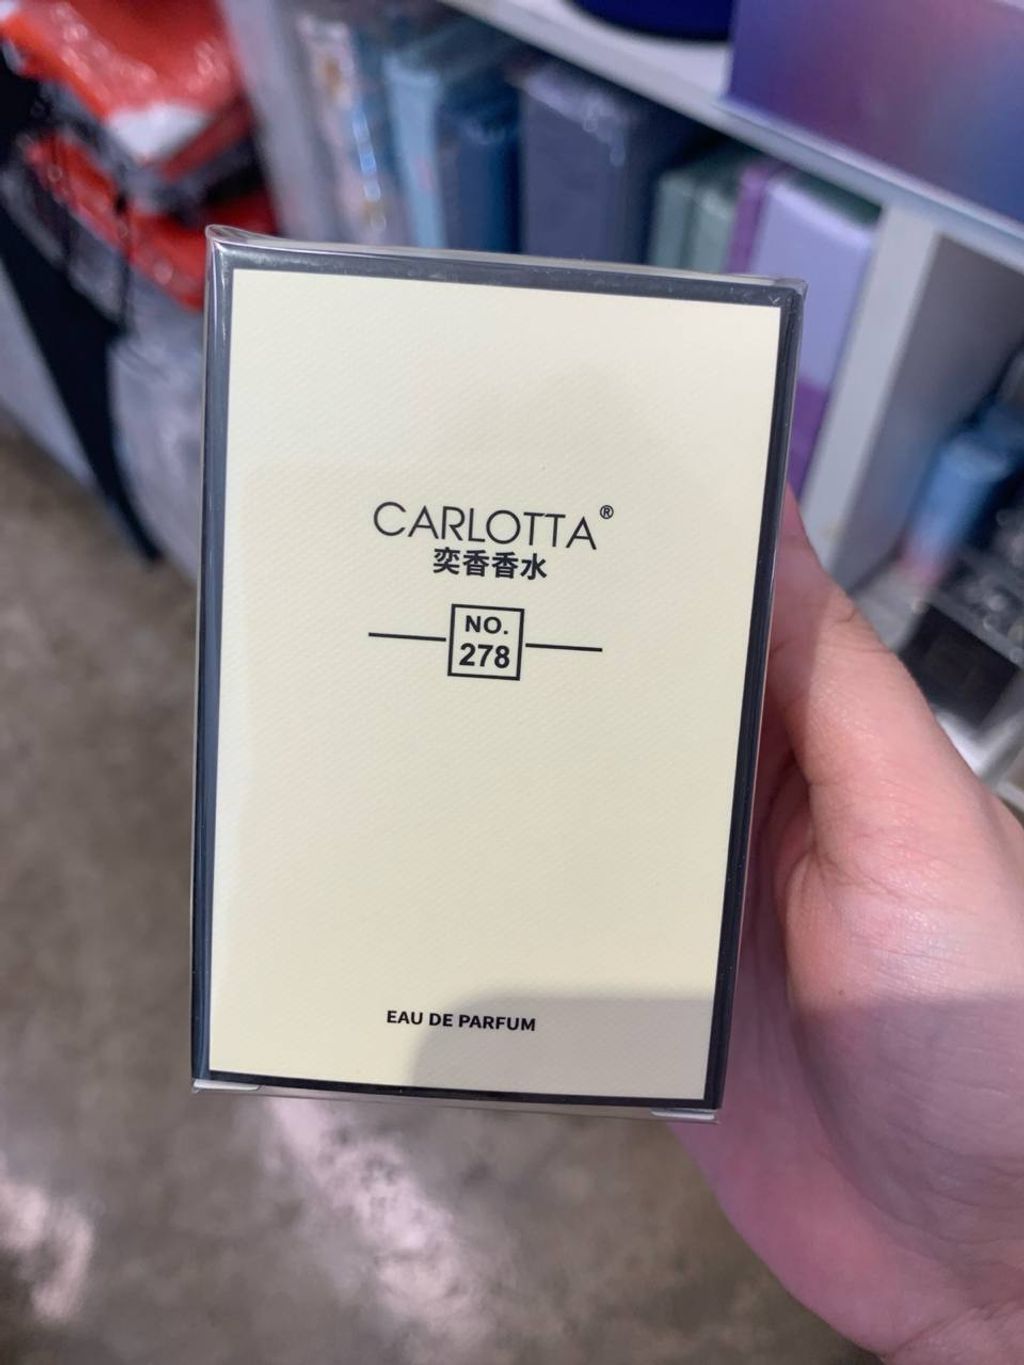 CARLOTTA®
奕香香水
NO.
278
EAU DE PARFUM